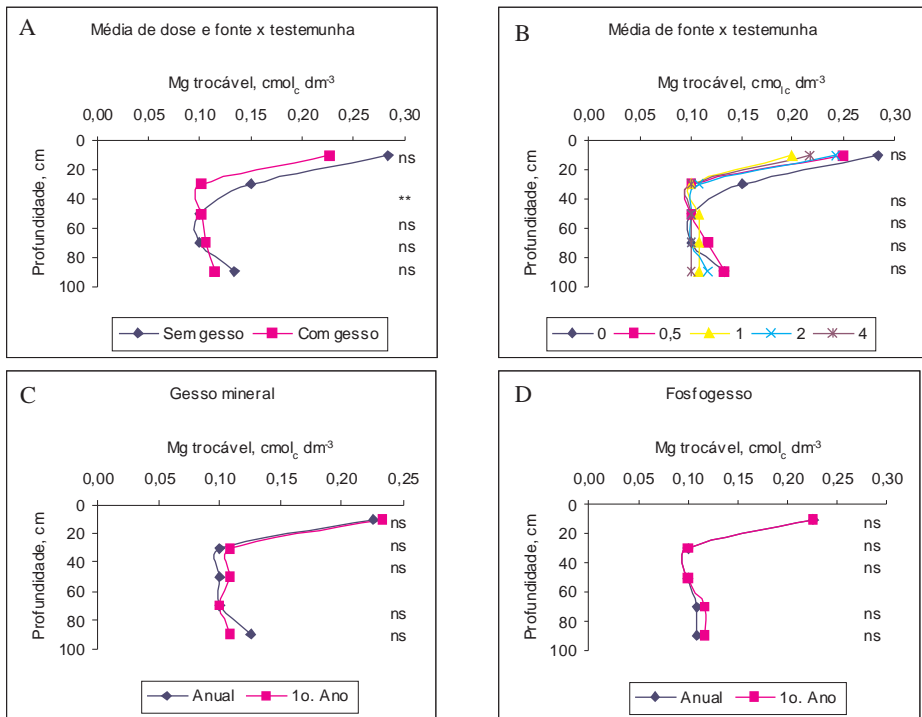 A
Média de dose e fonte x testemunha
Mg trocável, cmolc dm-3
0,00 0,05 0,10 0,15 0,20 0,25 0,30
Profundidade, cm
0
20
40
60
80
100
ns
**
ns
ns
ns
Sem gesso Com gesso
B
Média de fonte x testemunha
Mg trocável, cmolc dm-3
0,00 0,05 0,10 0,15 0,20 0,25 0,30
Profundidade, cm
0
20
40
60
80
100
ns
ns
ns
ns
ns
0 0,5 1 2 4
C
Gesso mineral
Mg trocável, cmolc dm-3
0,00 0,05 0,10 0,15 0,20 0,25
Profundidade, cm
0
20
40
60
80
100
ns
ns
ns
ns
ns
Anual 1o. Ano
D
Fosfogesso
Mg trocável, cmolc dm-3
0,00 0,05 0,10 0,15 0,20 0,25 0,30
Profundidade, cm
0
20
40
60
80
100
ns
ns
ns
ns
ns
Anual 1o. Ano